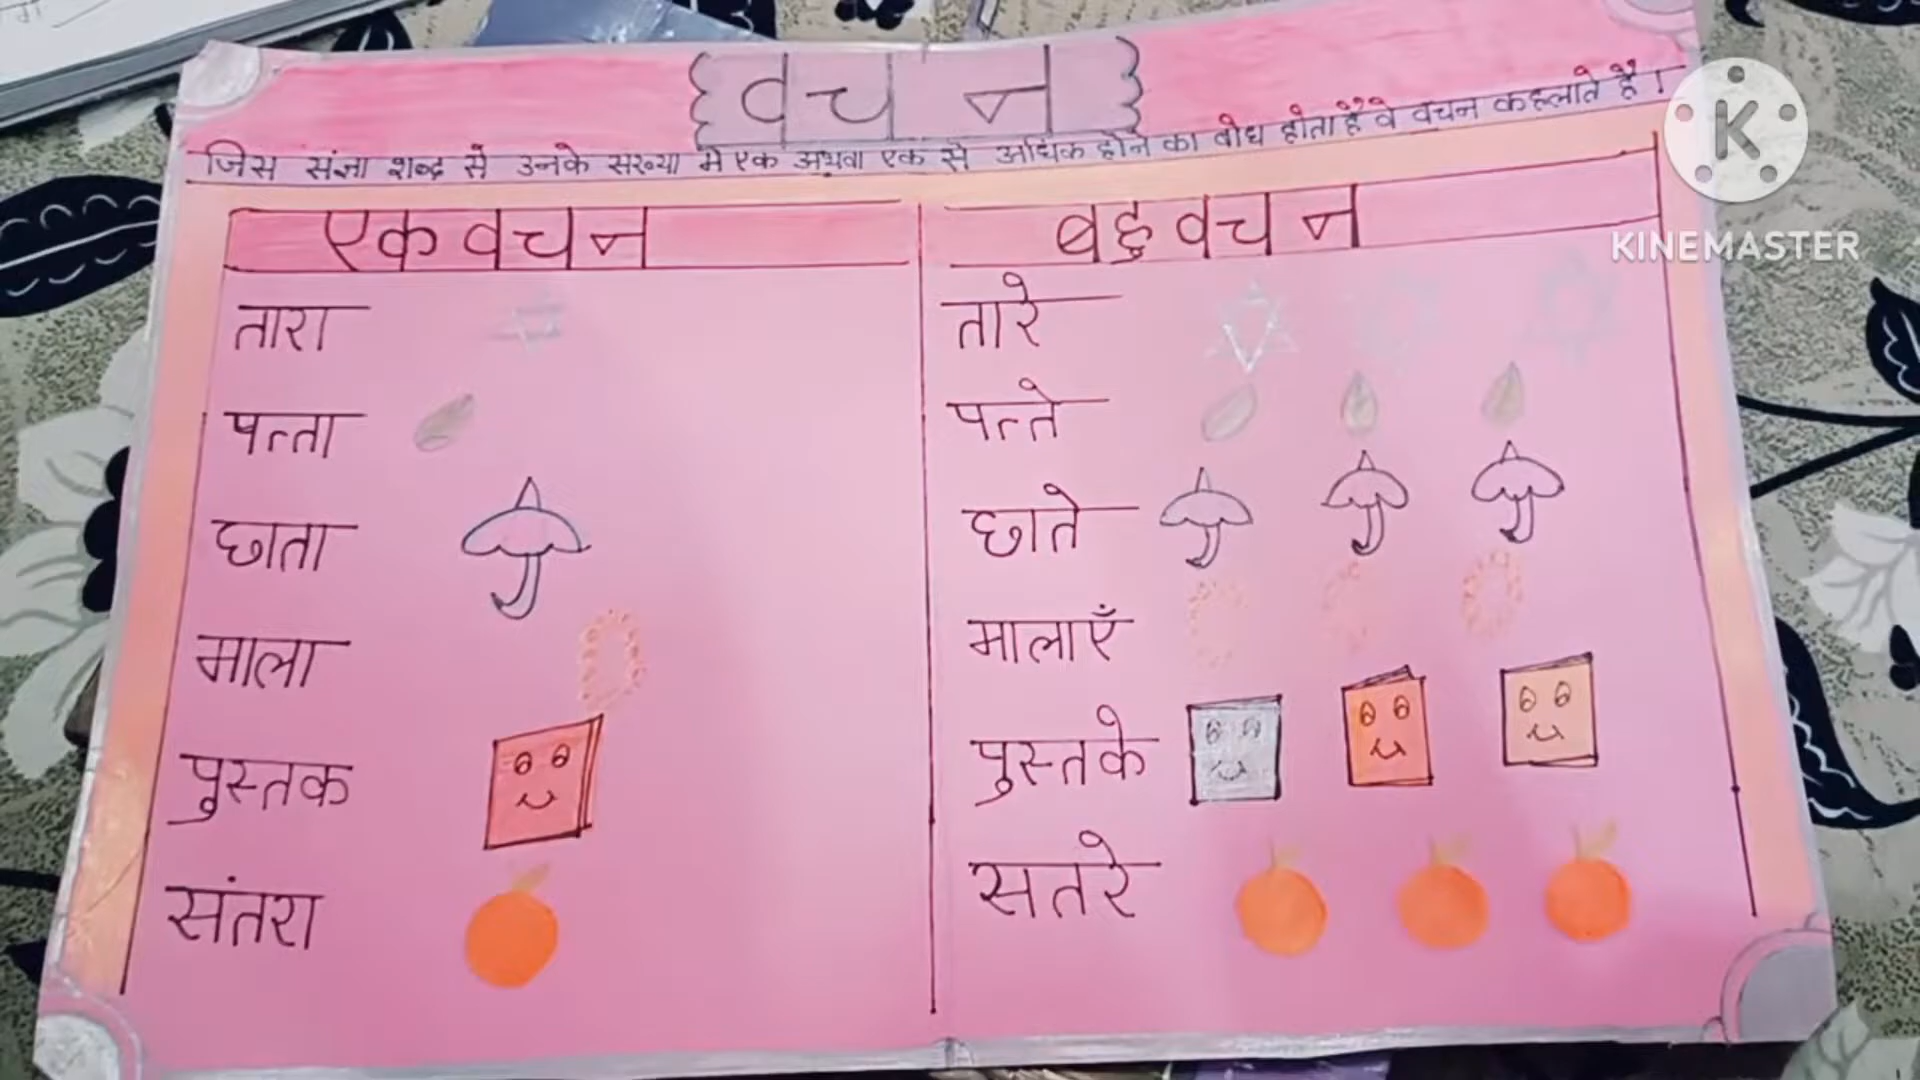 वचन
जिस संज्ञा शब्द से उनके संख्या में एक अथवा एक से अधिक होने का बोध होता है वे वचन कहलाते हैं।
K
KINEMASTER
एकवचन
बहुवचन
तारा
तारे
पत्ता
पत्ते
छाता
छाते
माला
मालाएँ
पुस्तक
पुस्तके
संतरा
सतरे